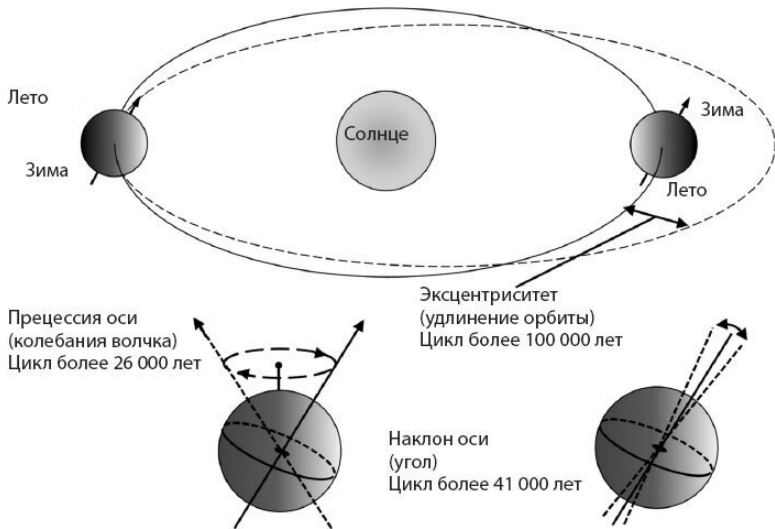 Лето
Зима
Солнце
Зима
Лето
Эксцентриситет
(удлинение орбиты)
Цикл более 100 000 лет
Прецессия оси
(колебания волчка)
Цикл более 26 000 лет
Наклон оси
(угол)
Цикл более 41 000 лет